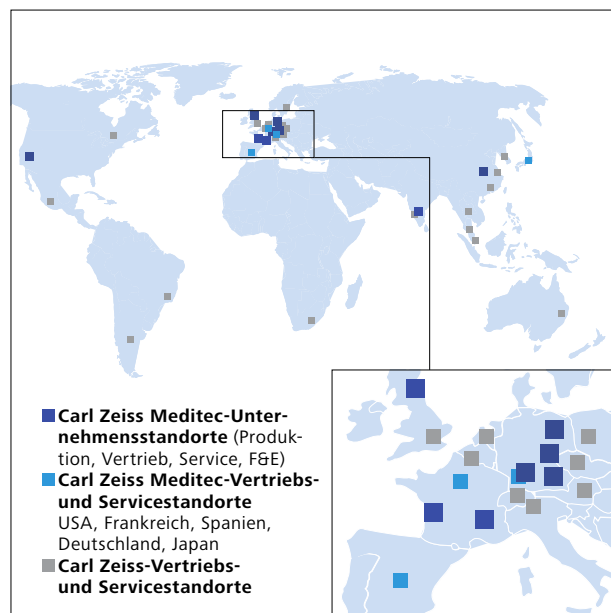 Carl Zeiss Meditec-Unter-
nehmensstandorte (Produk-
tion, Vertrieb, Service, F&E)
Carl Zeiss Meditec-Vertriebs-
und Servicestandorte
USA, Frankreich, Spanien,
Deutschland, Japan
Carl Zeiss-Vertriebs-
und Servicestandorte